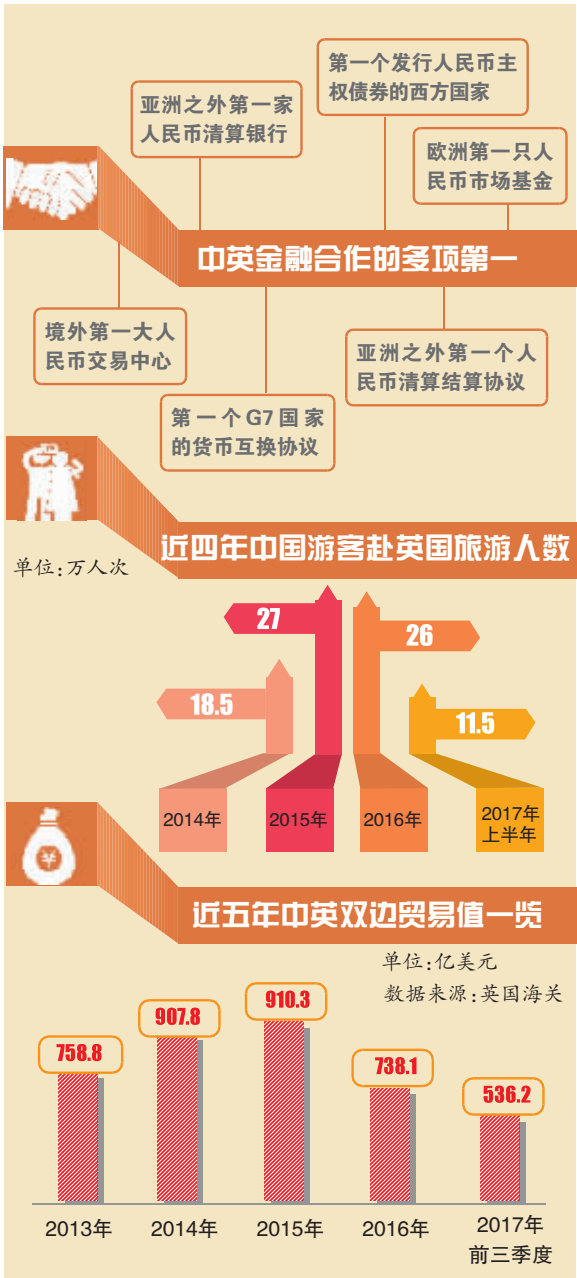 第一个发行人民币主
权债券的西方国家
亚洲之外第一家
人民币清算银行
欧洲第一只人
民币市场基金
中英金融合作的多项第一
境外第一大人
民币交易中心
亚洲之外第一个人
民币清算结算协议
第一个G7国家
的货币互换协议
近四年中国游客赴英国旅游人数
单位:万人次
27
26
18.5
11.5
2014年
2015年
2016年
2017年
上半年
¥
近五年中英双边贸易值一览
单位:亿美元
数据来源:英国海关
758.8
907.8
910.3
738.1
536.2
2013年
2014年
2015年
2016年
2017年
前三季度